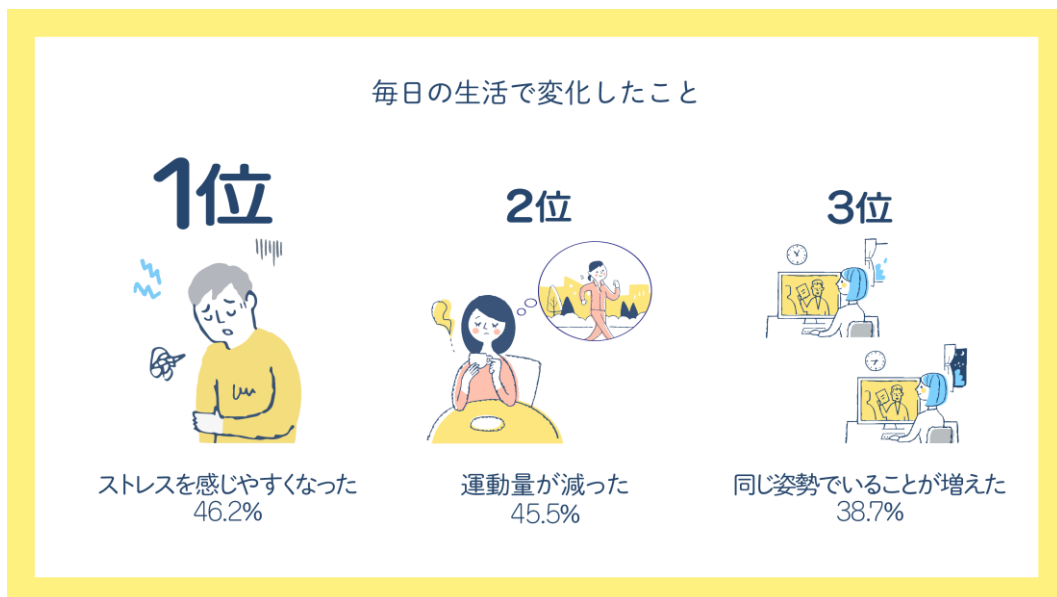 毎日の生活で変化したこと
1位
2位
3位
ストレスを感じやすくなった
46.2%
運動量が減った
45.5%
同じ姿勢でいることが増えた
38.7%